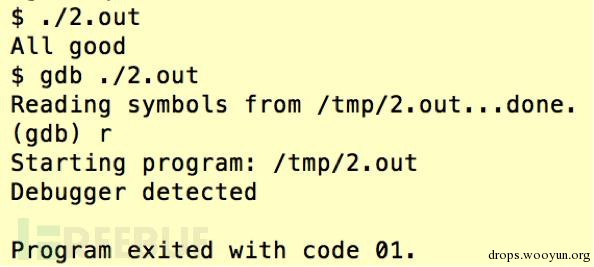 $ ./2.out
All good
$ gdb ./2.out
Reading symbols from /tmp/2.out...done.
(gdb) r
Starting program: /tmp/2.out
Debugger detected
Program exited with code 01.
REEBUF
drops.wooyun.org